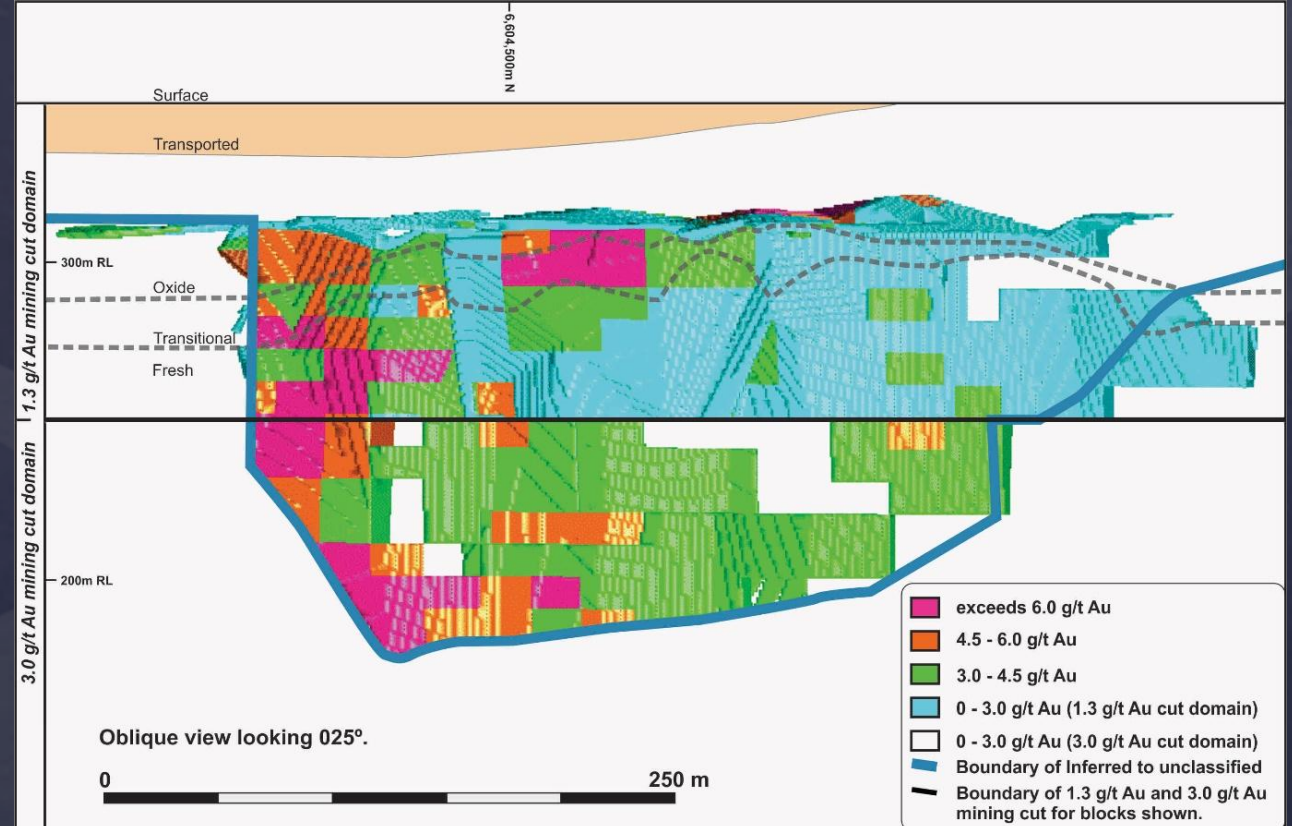 6,604,500m N
Surface
Transported
1.3 g/t Au mining cut domain
300m RL
Oxide
Transitional
Fresh
3.0 g/t Au mining cut domain
200m RL
exceeds 6.0 g/t Au
4.5 - 6.0 g/t Au
3.0 - 4.5 g/t Au
0 - 3.0 g/t Au (1.3 g/t Au cut domain)
0 - 3.0 g/t Au (3.0 g/t Au cut domain)
Boundary of Inferred to unclassified
Boundary of 1.3 g/t Au and 3.0 g/t Au
mining cut for blocks shown.
Oblique view looking 025º.
0 250 m